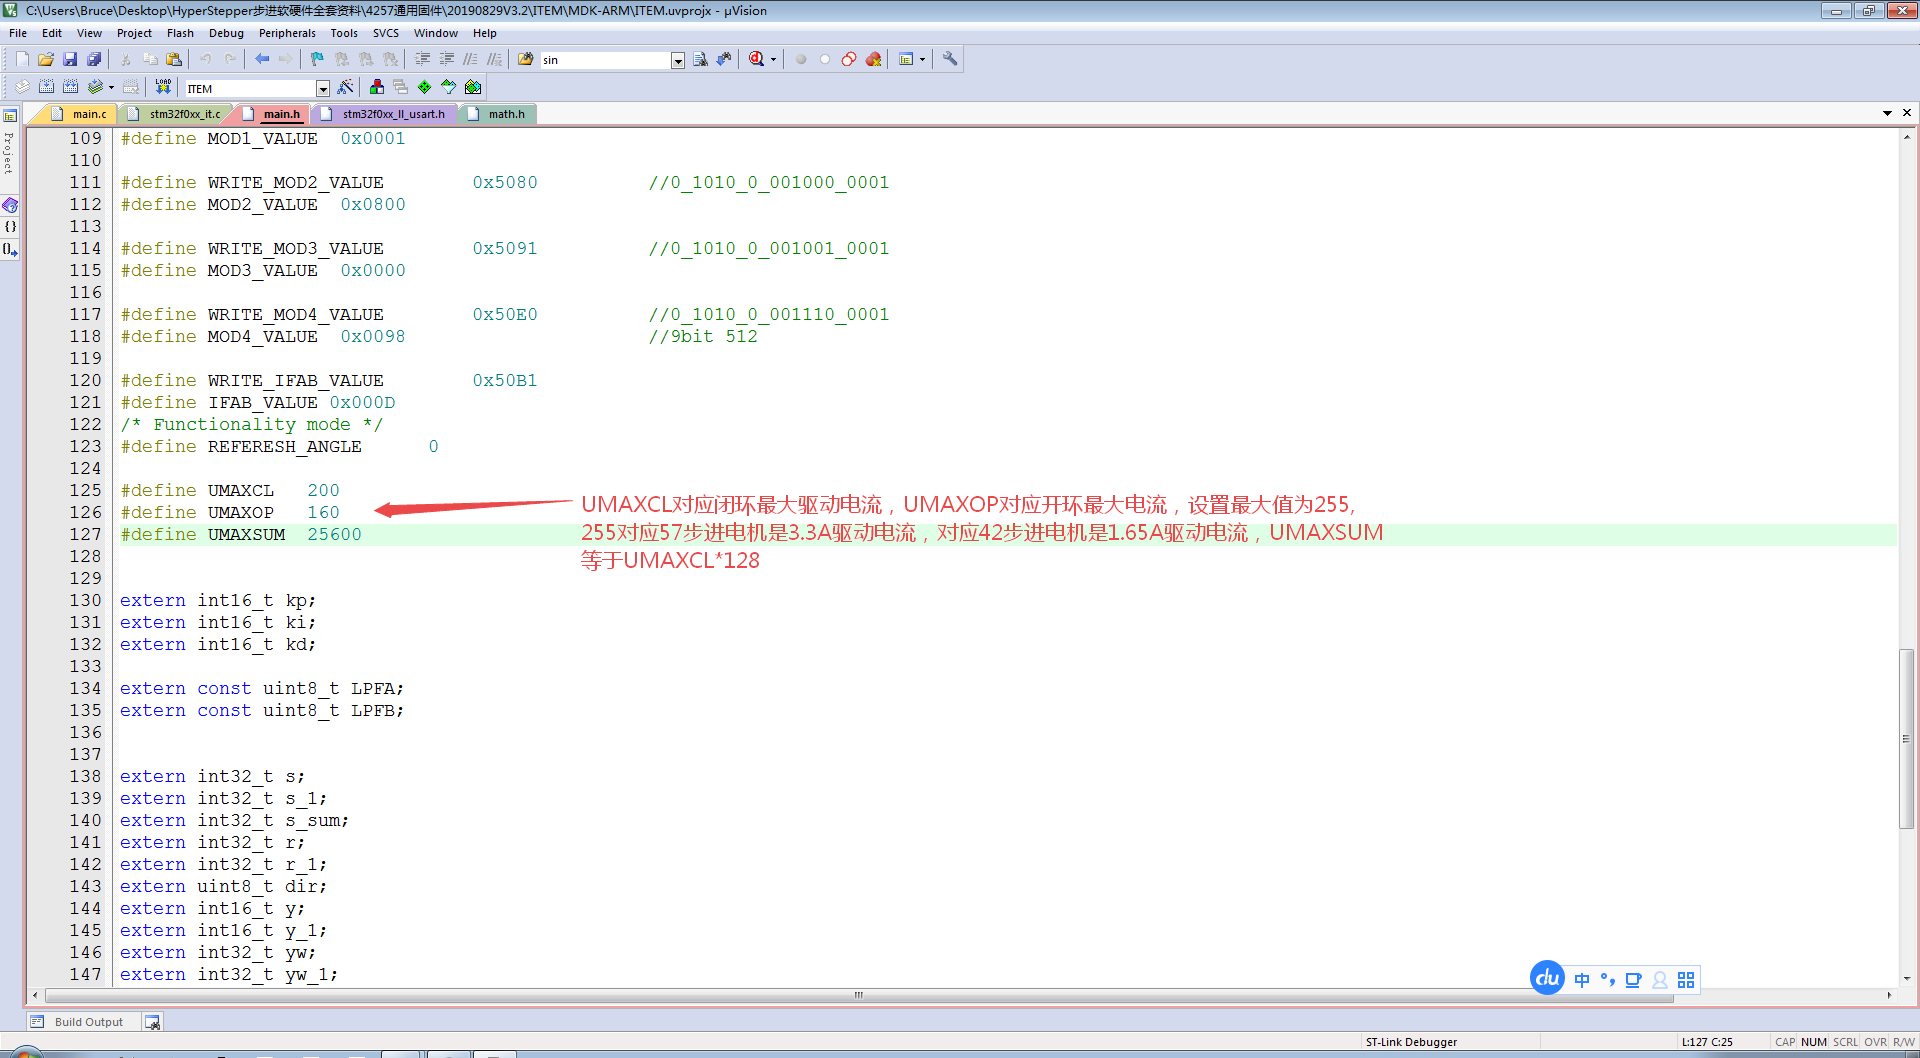 C:\Users\Bruce\Desktop\HyperStepper步进软硬件全套资料\4257通用固件\20190829V3.2\ITEM\MDK-ARM\ITEM.uvprojx - µVision
File Edit View Project Flash Debug Peripherals Tools SVCS Window Help
sin
LOAD ITEM
main.c stm32f0xx_it.c main.h stm32f0xx_ll_usart.h math.h
Project
109 #define MOD1_VALUE 0x0001
110
111 #define WRITE_MOD2_VALUE 0x5080 //0_1010_0_001000_0001
112 #define MOD2_VALUE 0x0800
113
114 #define WRITE_MOD3_VALUE 0x5091 //0_1010_0_001001_0001
115 #define MOD3_VALUE 0x0000
116
117 #define WRITE_MOD4_VALUE 0x50E0 //0_1010_0_001110_0001
118 #define MOD4_VALUE 0x0098 //9bit 512
119
120 #define WRITE_IFAB_VALUE 0x50B1
121 #define IFAB_VALUE 0x000D
122 /* Functionality mode */
123 #define REFERESH_ANGLE 0
124
125 #define UMAXCL 200
126 #define UMAXOP 160
127 #define UMAXSUM 25600
UMAXCL对应闭环最大驱动电流，UMAXOP对应开环最大电流，设置最大值为255,
255对应57步进电机是3.3A驱动电流，对应42步进电机是1.65A驱动电流，UMAXSUM
等于UMAXCL*128
128
129
130 extern int16_t kp;
131 extern int16_t ki;
132 extern int16_t kd;
133
134 extern const uint8_t LPFA;
135 extern const uint8_t LPFB;
136
137
138 extern int32_t s;
139 extern int32_t s_1;
140 extern int32_t s_sum;
141 extern int32_t r;
142 extern int32_t r_1;
143 extern uint8_t dir;
144 extern int16_t y;
145 extern int16_t y_1;
146 extern int32_t yw;
147 extern int32_t yw_1;
du 中
Build Output
ST-Link Debugger L:127 C:25 CAP NUM SCRL OVR R/W